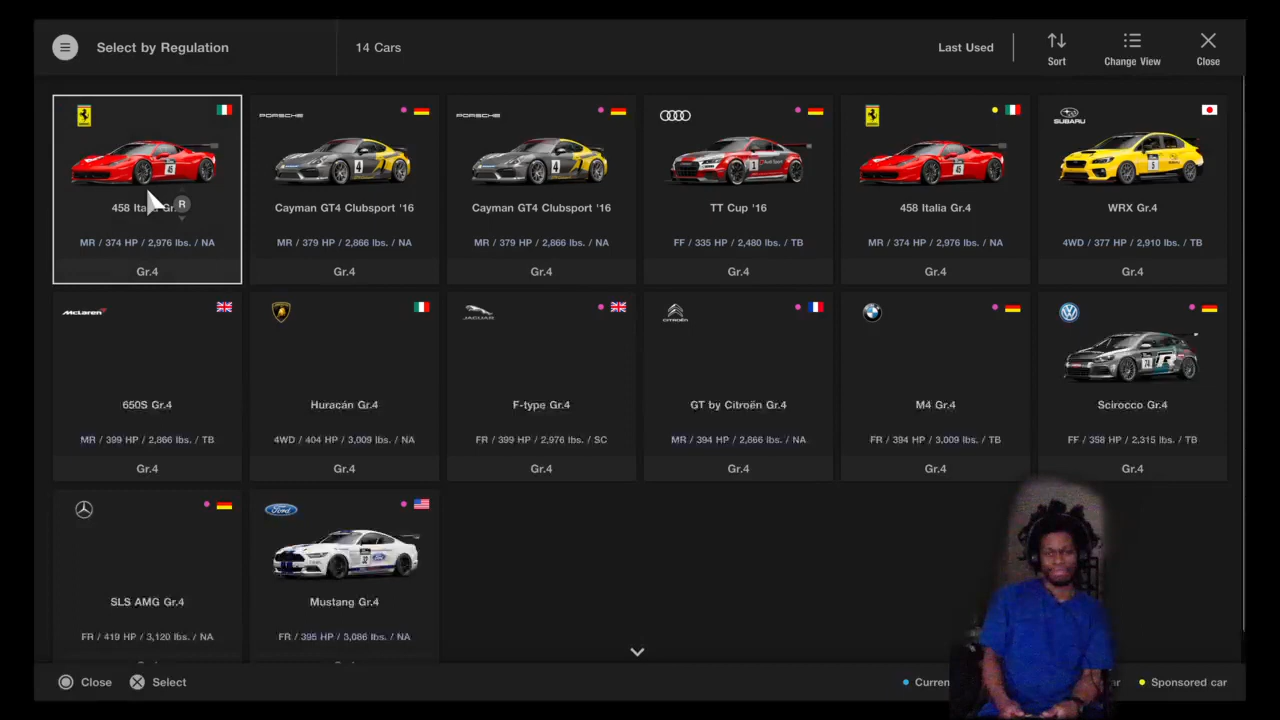 Select by Regulation
14 Cars
Last Used
Sort
Change View
Close
458 Italia Gr.4
R
MR / 374 HP / 2,976 lbs. / NA
Gr.4
PORSCHE
4
Cayman GT4 Clubsport '16
MR / 379 HP / 2,866 lbs. / NA
Gr.4
PORSCHE
4
Cayman GT4 Clubsport '16
MR / 379 HP / 2,866 lbs. / NA
Gr.4
TT Cup '16
FF / 335 HP / 2,480 lbs. / TB
Gr.4
458 Italia Gr.4
MR / 374 HP / 2,976 lbs. / NA
Gr.4
SUBARU
WRX Gr.4
4WD / 377 HP / 2,910 lbs. / TB
Gr.4
McLaren
650S Gr.4
MR / 399 HP / 2,866 lbs. / TB
Gr.4
Huracán Gr.4
4WD / 404 HP / 3,009 lbs. / NA
Gr.4
JAGUAR
F-type Gr.4
FR / 399 HP / 2,976 lbs. / SC
Gr.4
CITROËN
GT by Citroën Gr.4
MR / 394 HP / 2,866 lbs. / NA
Gr.4
M4 Gr.4
FR / 394 HP / 3,009 lbs. / TB
Gr.4
R
Scirocco Gr.4
FF / 358 HP / 2,315 lbs. / TB
Gr.4
SLS AMG Gr.4
FR / 419 HP / 3,120 lbs. / NA
Ford
Mustang Gr.4
FR / 395 HP / 3,086 lbs. / NA
Close
Select
Sponsored car